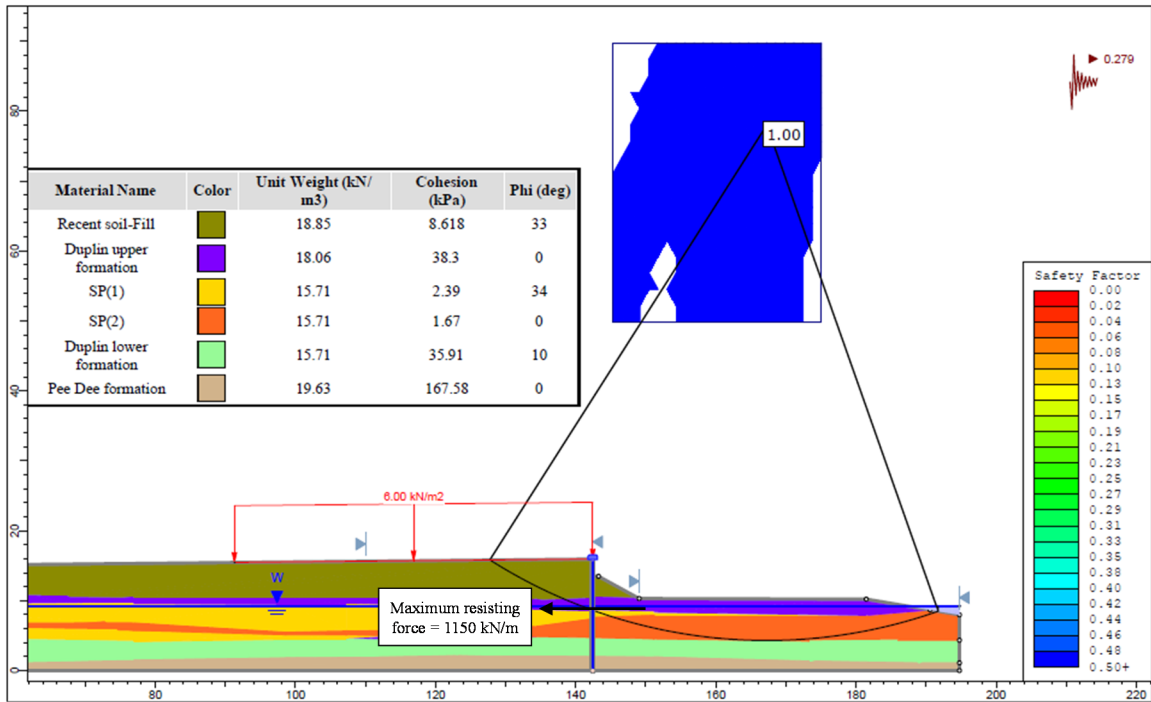 0.279
1.00
Material Name Color Unit Weight (kN/
m3) Cohesion
(kPa) Phi (deg)
Recent soil-Fill 18.85 8.618 33
Duplin upper
formation 18.06 38.3 0
SP(1) 15.71 2.39 34
SP(2) 15.71 1.67 0
Duplin lower
formation 15.71 35.91 10
Pee Dee formation 19.63 167.58 0
Safety Factor
0.00
0.02
0.04
0.06
0.08
0.10
0.13
0.15
0.17
0.19
0.21
0.23
0.25
0.27
0.29
0.31
0.33
0.36
0.38
0.40
0.42
0.44
0.46
0.48
0.50+
6.00 kN/m2
W
Maximum resisting
force = 1150 kN/m
80
60
40
20
0
80 100 120 140 160 180 200 220